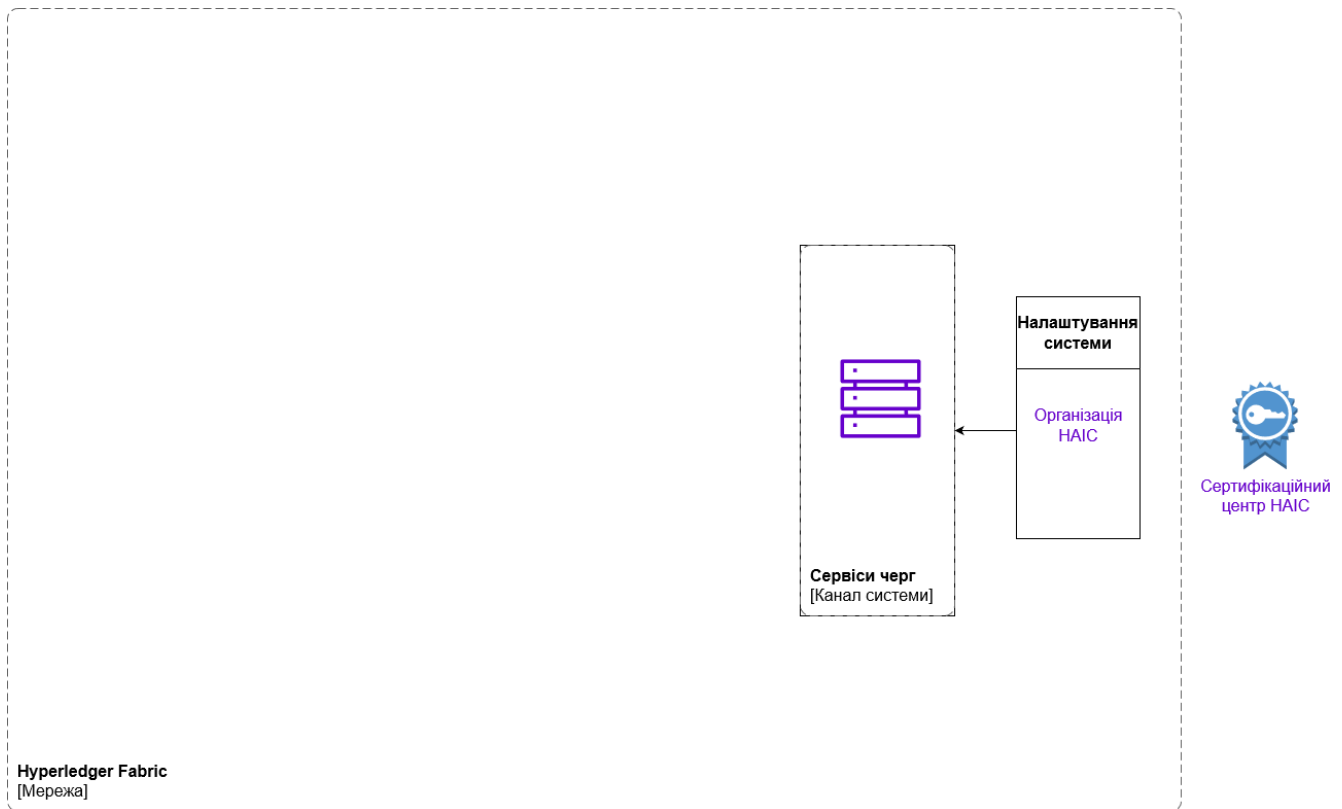 Налаштування
системи
Організація
НАІС
Сертифікаційний
центр НАІС
Сервіси черг
[Канал системи]
Hyperledger Fabric
[Мережа]